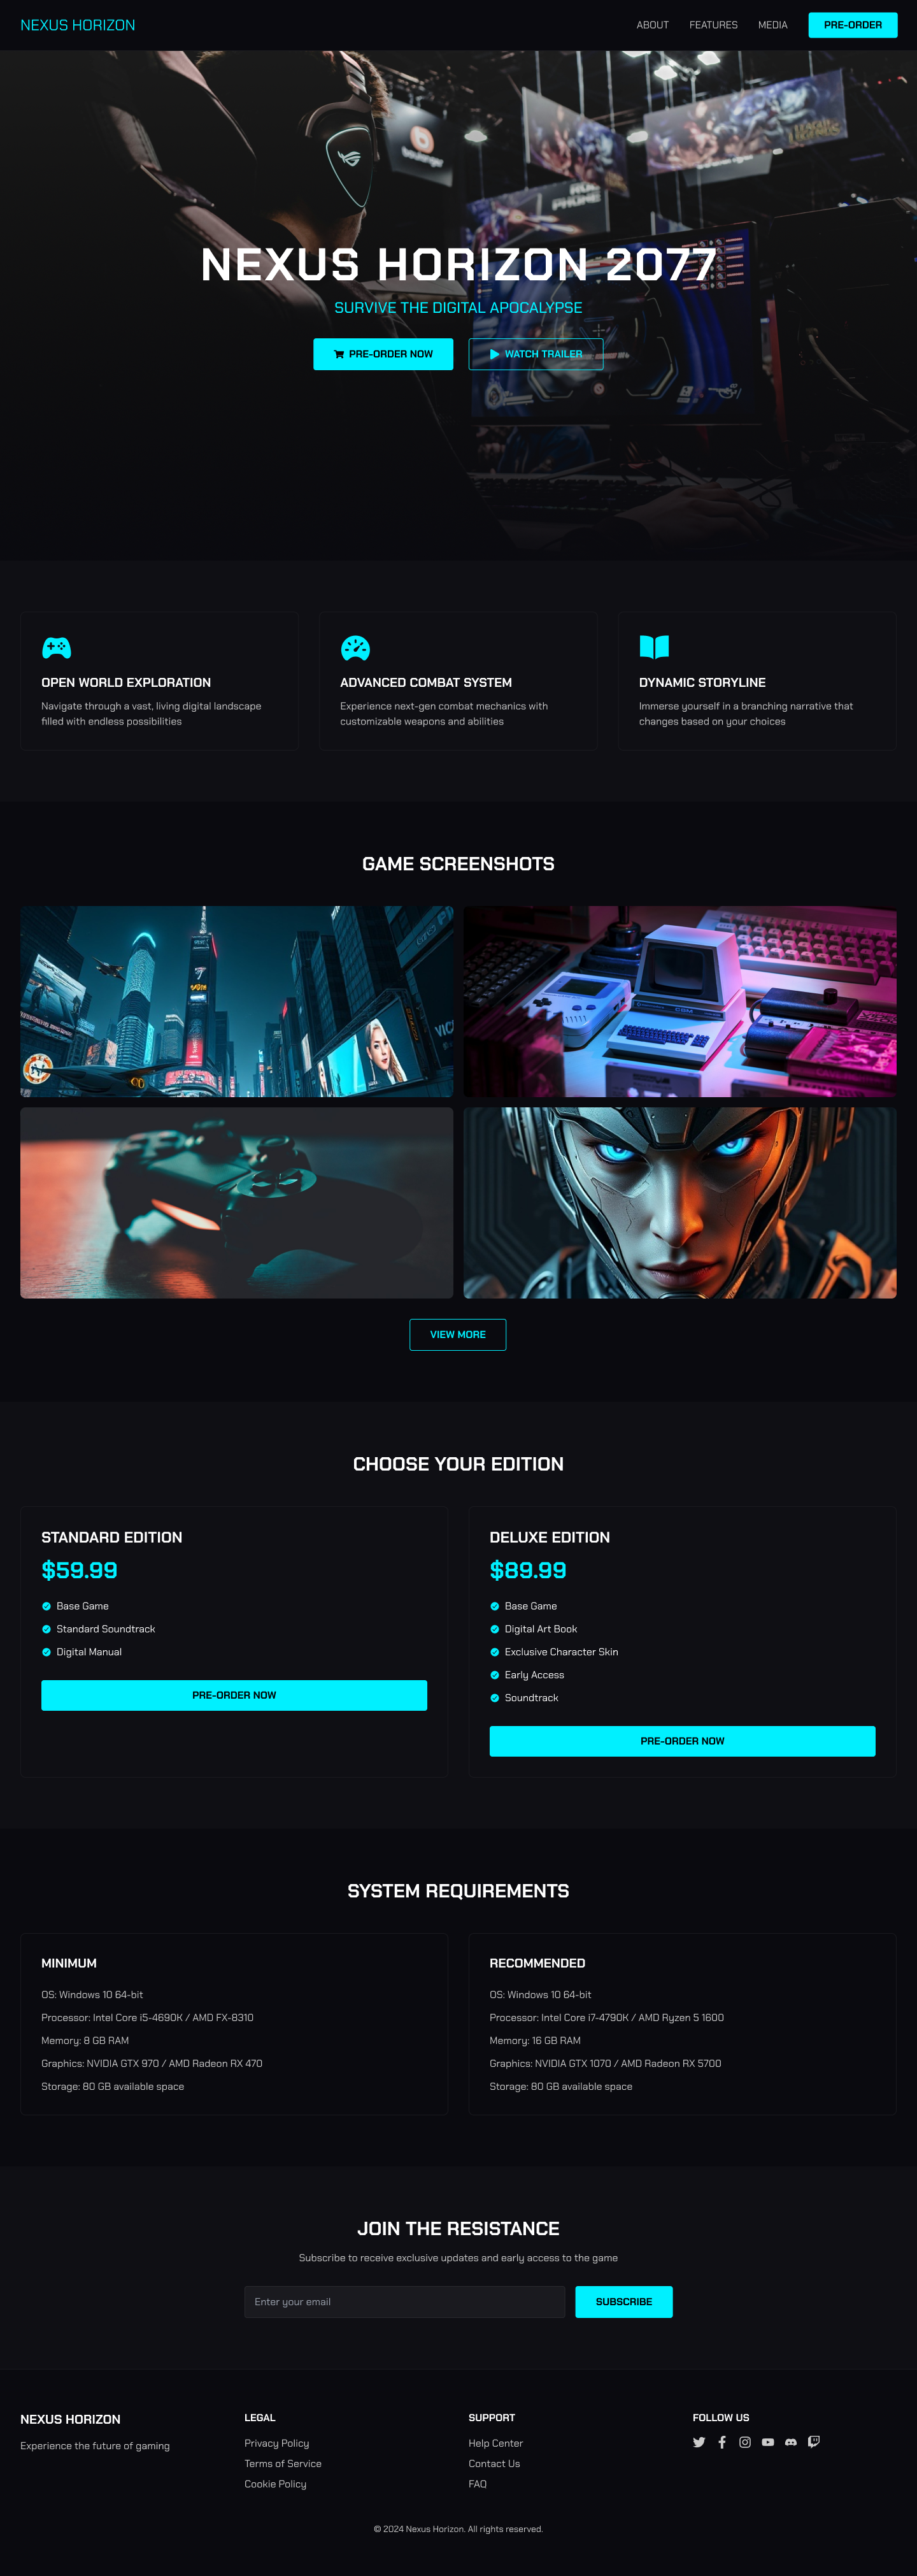 NEXUS HORIZON
ABOUT
FEATURES
MEDIA
PRE-ORDER
LEGENDS
ROG
PHONE
NEXUS HORIZON 2077
SURVIVE THE DIGITAL APOCALYPSE
PRE-ORDER NOW
WATCH TRAILER
OPEN WORLD EXPLORATION
Navigate through a vast, living digital landscape
filled with endless possibilities
ADVANCED COMBAT SYSTEM
Experience next-gen combat mechanics with
customizable weapons and abilities
DYNAMIC STORYLINE
Immerse yourself in a branching narrative that
changes based on your choices
GAME SCREENSHOTS
VIEW MORE
CHOOSE YOUR EDITION
STANDARD EDITION
$59.99
Base Game
Standard Soundtrack
Digital Manual
PRE-ORDER NOW
DELUXE EDITION
$89.99
Base Game
Digital Art Book
Exclusive Character Skin
Early Access
Soundtrack
PRE-ORDER NOW
SYSTEM REQUIREMENTS
MINIMUM
OS: Windows 10 64-bit
Processor: Intel Core i5-4690K / AMD FX-8310
Memory: 8 GB RAM
Graphics: NVIDIA GTX 970 / AMD Radeon RX 470
Storage: 80 GB available space
RECOMMENDED
OS: Windows 10 64-bit
Processor: Intel Core i7-4790K / AMD Ryzen 5 1600
Memory: 16 GB RAM
Graphics: NVIDIA GTX 1070 / AMD Radeon RX 5700
Storage: 80 GB available space
JOIN THE RESISTANCE
Subscribe to receive exclusive updates and early access to the game
Enter your email
SUBSCRIBE
NEXUS HORIZON
Experience the future of gaming
LEGAL
Privacy Policy
Terms of Service
Cookie Policy
SUPPORT
Help Center
Contact Us
FAQ
FOLLOW US
© 2024 Nexus Horizon. All rights reserved.